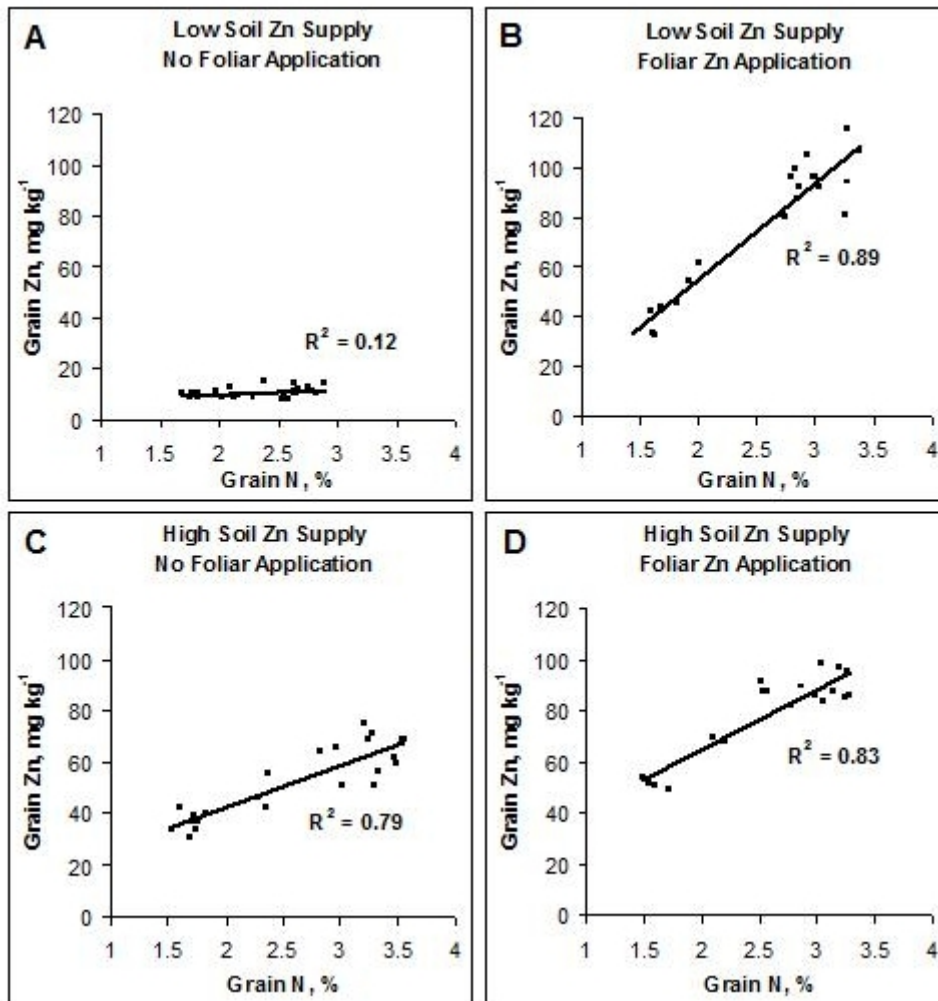 A
Low Soil Zn Supply
No Foliar Application
120
100
80
60
40
20
0
Grain Zn, mg kg-1
R2 = 0.12
1 1.5 2 2.5 3 3.5 4
Grain N, %
B
Low Soil Zn Supply
Foliar Zn Application
120
100
80
60
40
20
0
Grain Zn, mg kg-1
R2 = 0.89
1 1.5 2 2.5 3 3.5 4
Grain N, %
C
High Soil Zn Supply
No Foliar Application
120
100
80
60
40
20
0
Grain Zn, mg kg-1
R2 = 0.79
1 1.5 2 2.5 3 3.5 4
Grain N, %
D
High Soil Zn Supply
Foliar Zn Application
120
100
80
60
40
20
0
Grain Zn, mg kg-1
R2 = 0.83
1 1.5 2 2.5 3 3.5 4
Grain N, %